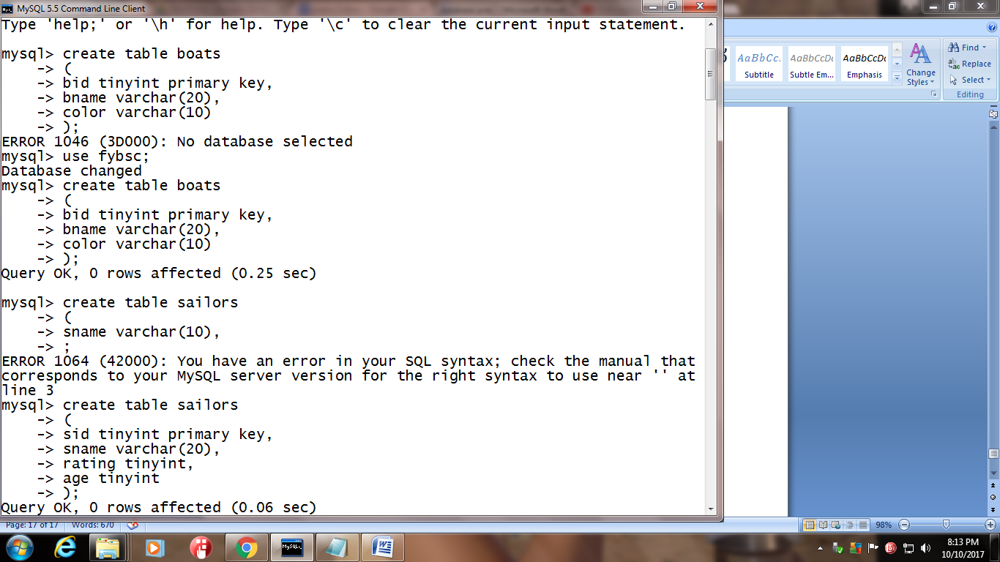 MySQL 5.5 Command Line Client
Type 'help;' or '\h' for help. Type '\c' to clear the current input statement.
mysql> create table boats
-> (
-> bid tinyint primary key,
-> bname varchar(20),
-> color varchar(10)
-> );
ERROR 1046 (3D000): No database selected
mysql> use fybsc;
Database changed
mysql> create table boats
-> (
-> bid tinyint primary key,
-> bname varchar(20),
-> color varchar(10)
-> );
Query OK, 0 rows affected (0.25 sec)
mysql> create table sailors
-> (
-> sname varchar(10),
-> ;
ERROR 1064 (42000): You have an error in your SQL syntax; check the manual that
corresponds to your MySQL server version for the right syntax to use near '' at
line 3
mysql> create table sailors
-> (
-> sid tinyint primary key,
-> sname varchar(20),
-> rating tinyint,
-> age tinyint
-> );
Query OK, 0 rows affected (0.06 sec)
AaBbCc. AaBbCcDc AaBbCcDc
Subtitle Subtle Em... Emphasis
Change
Styles
Find
Replace
Select
Editing
Page: 17 of 17 Words: 670
98%
MySQL
8:13 PM
10/10/2017